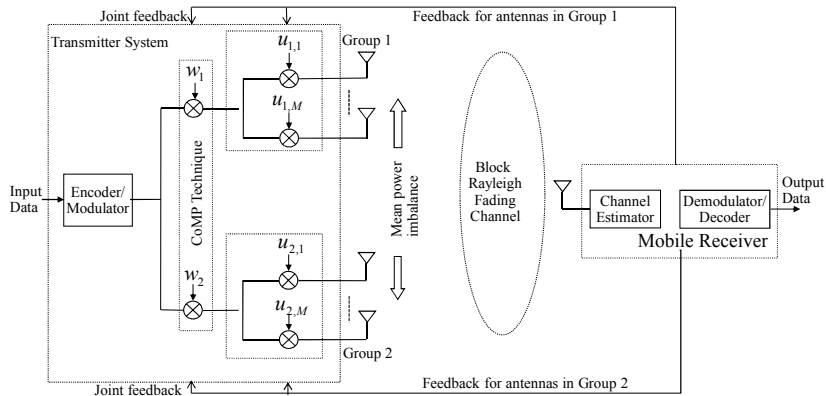 Joint feedback
Feedback for antennas in Group 1
Transmitter System
Group 1
u1,1
w1
u1,M
Input
Data
Encoder/
Modulator
CoMP Technique
Mean power
imbalance
Block
Rayleigh
Fading
Channel
Channel
Estimator
Demodulator/
Decoder
Output
Data
Mobile Receiver
u2,1
w2
u2,M
Group 2
Joint feedback
Feedback for antennas in Group 2